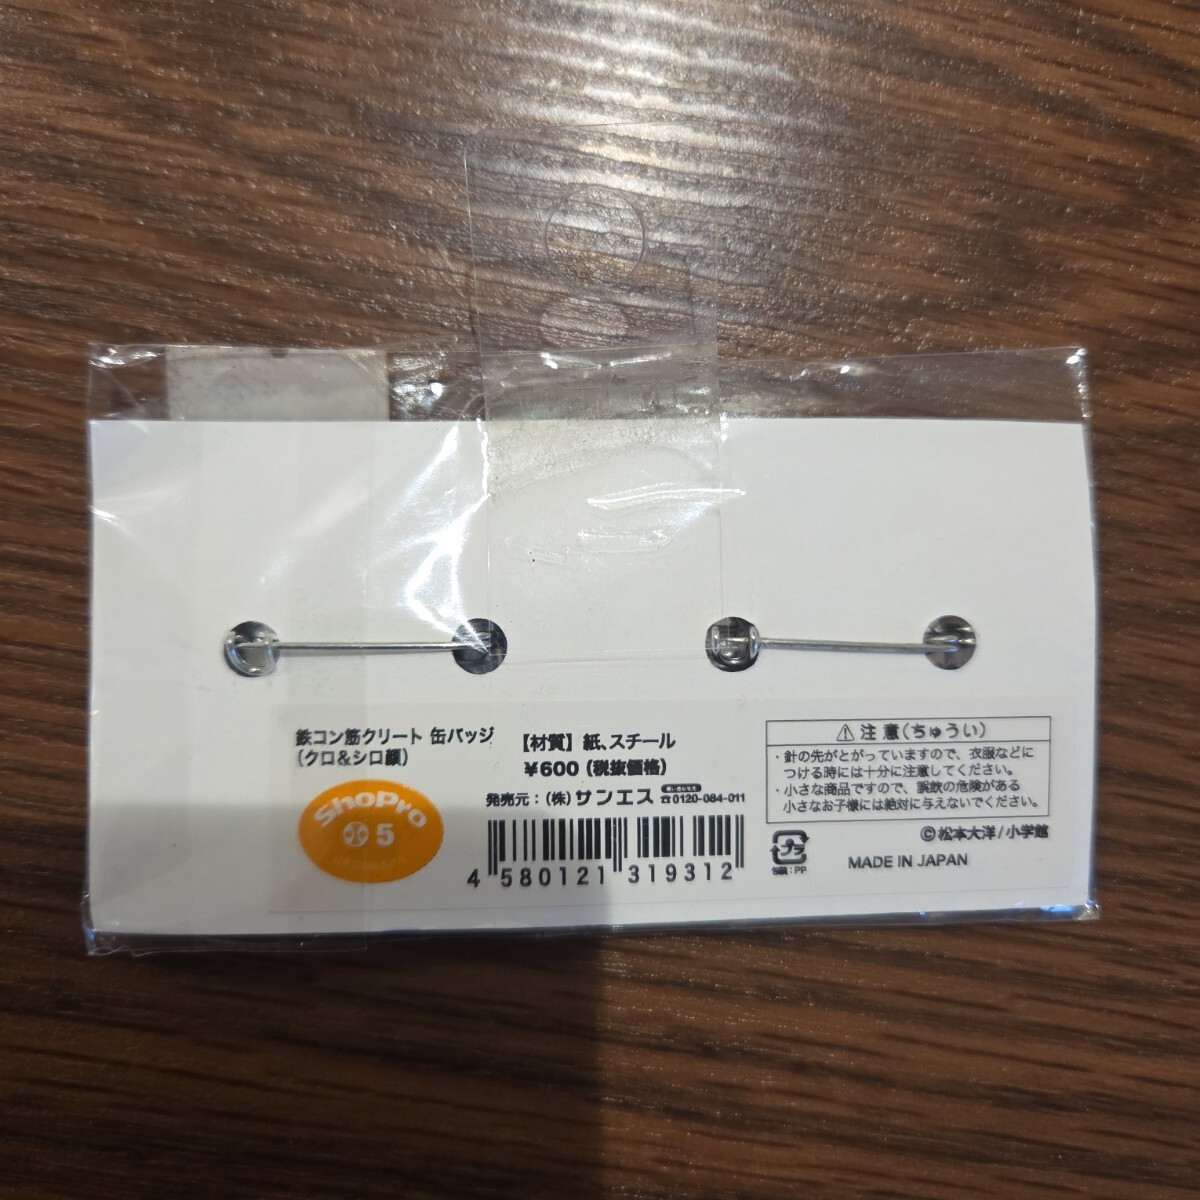 鉄コン筋クリート 缶バッジ
(クロ&シロ顔)
【材質】紙、スチール
¥600(税抜価格)
発売元:(株)サンエス ☎0120-084-011
ShoPro
5
4 580121 319312
⚠注意(ちゅうい)
・針の先がとがっていますので、衣服などに
つける時には十分に注意してください。
・小さな商品ですので、誤飲の危険がある
小さなお子様には絶対に与えないでください。
©松本大洋/小学館
プラ
包装:PP
MADE IN JAPAN